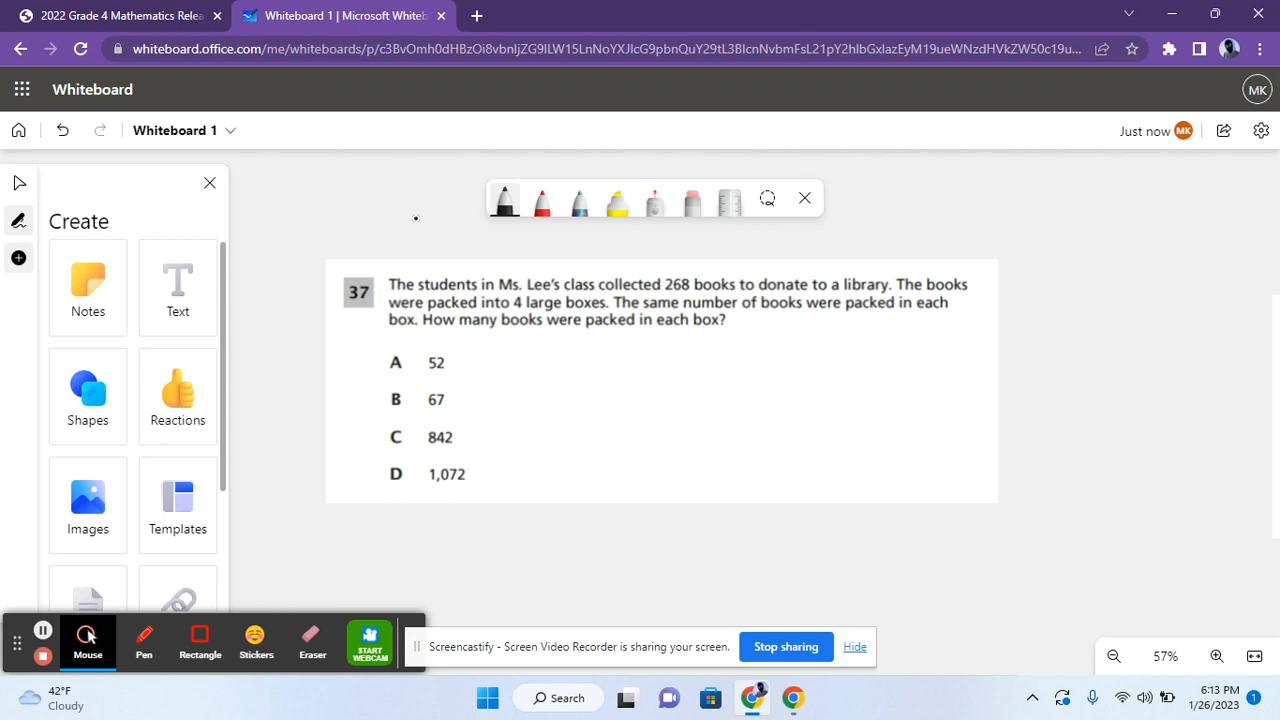 2022 Grade 4 Mathematics Relea
Whiteboard 1 | Microsoft Whiteb
Whiteboard
MK
Whiteboard 1
Just now MK
Create
Notes
Text
Shapes
Reactions
Images
Templates
37 The students in Ms. Lee's class collected 268 books to donate to a library. The books
were packed into 4 large boxes. The same number of books were packed in each
box. How many books were packed in each box?
A 52
B 67
C 842
D 1,072
Mouse
Pen
Rectangle
Stickers
Eraser
START
WEBCAM
Screencastify - Screen Video Recorder is sharing your screen.
Stop sharing
Hide
57%
42°F
Cloudy
Search
6:13 PM
1/26/2023
1